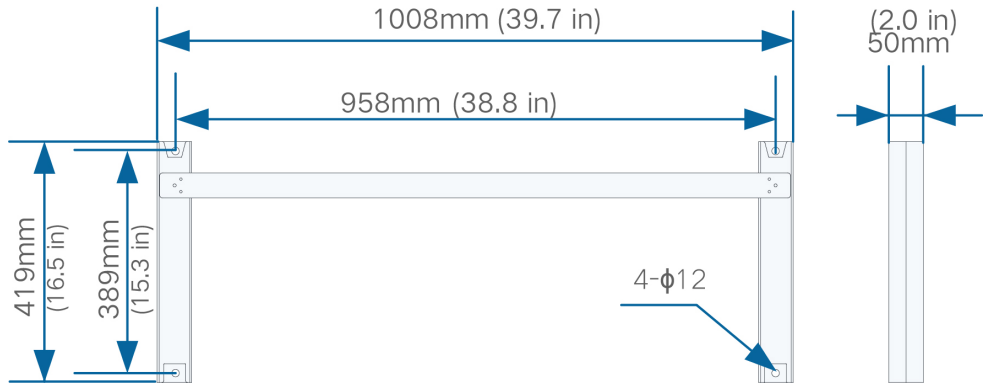 1008mm (39.7 in)
(2.0 in)
50mm
958mm (38.8 in)
419mm
(16.5 in)
389mm
(15.3 in)
4-ϕ12